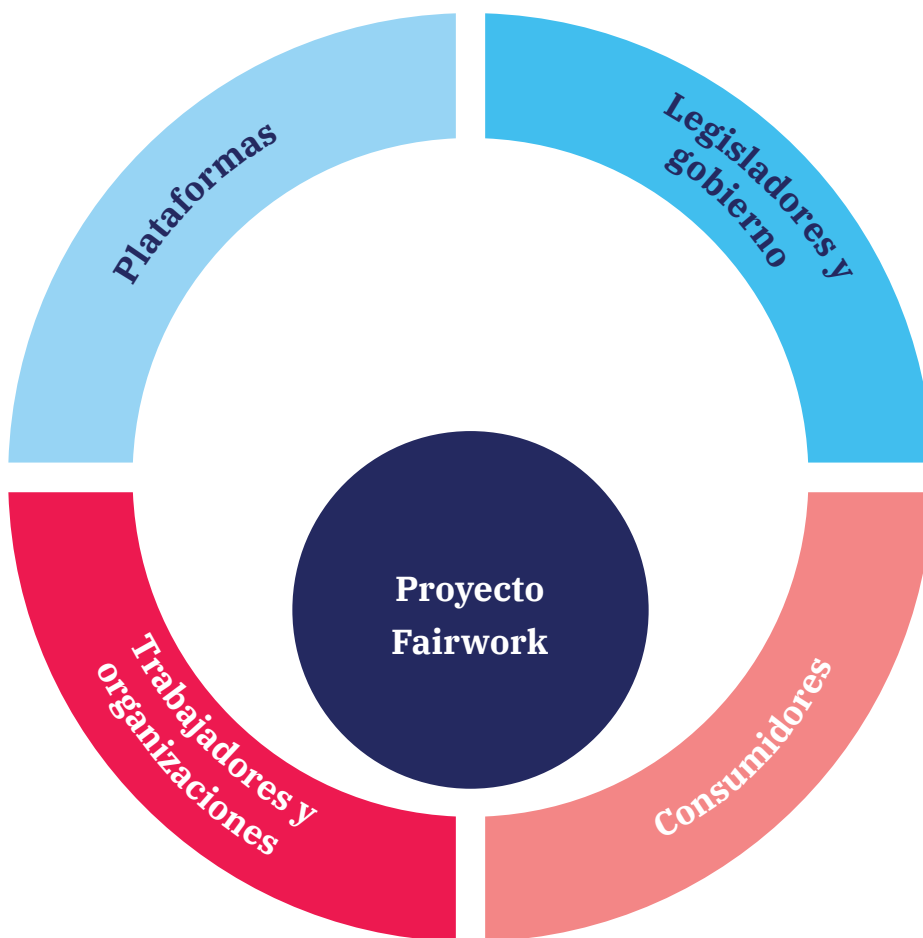 Plataformas
Legisladores y
gobierno
Proyecto
Fairwork
Trabajadores y
organizaciones
Consumidores